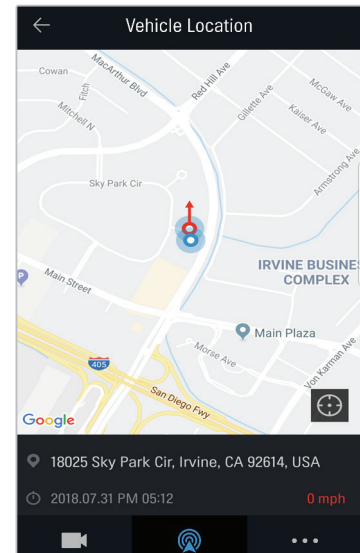 Vehicle Location
Cowan
MacArthur Blvd
Red Hill Ave
Fitch
Mitchell N
Gillette Ave
McGaw Ave
Kaiser Ave
Armstrong Ave
Sky Park Cir
IRVINE BUSINES
COMPLEX
P
Main Street
Main Plaza
Morse Ave
Von Karman Ave
405
San Diego Fwy
Google
18025 Sky Park Cir, Irvine, CA 92614, USA
2018.07.31 PM 05:12
0 mph